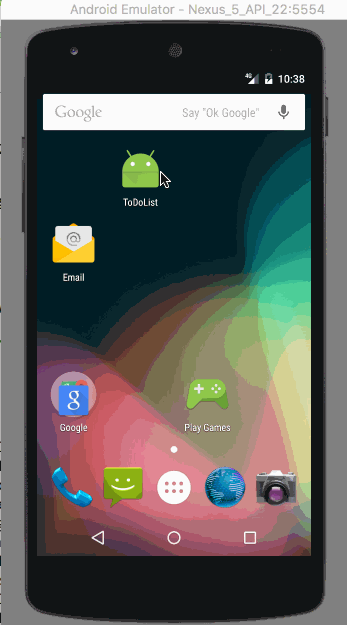 Android Emulator - Nexus_5_API_22:5554
4G 10:38
Google Say "Ok Google"
ToDoList
@
Email
g
Google Play Games